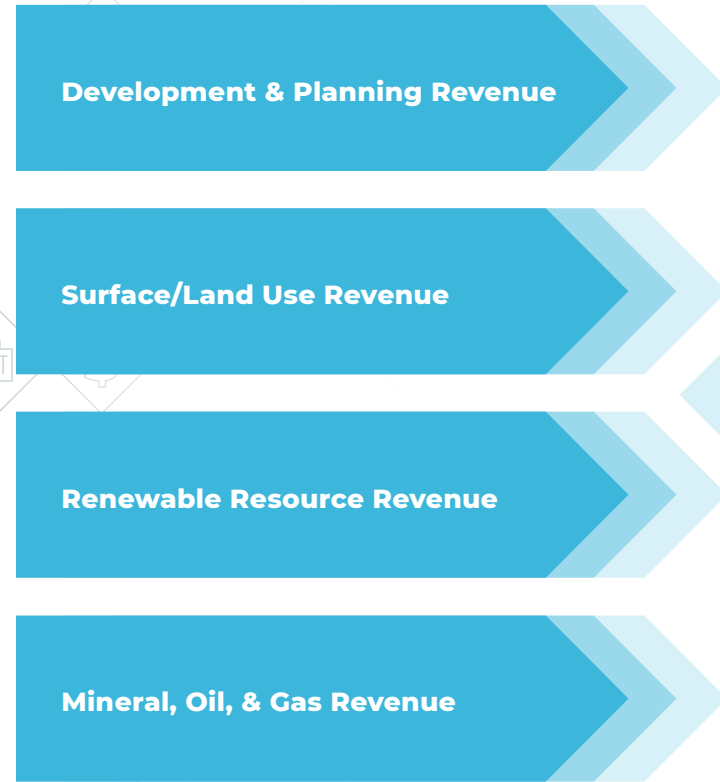 Development & Planning Revenue
Surface/Land Use Revenue
Renewable Resource Revenue
Mineral, Oil, & Gas Revenue